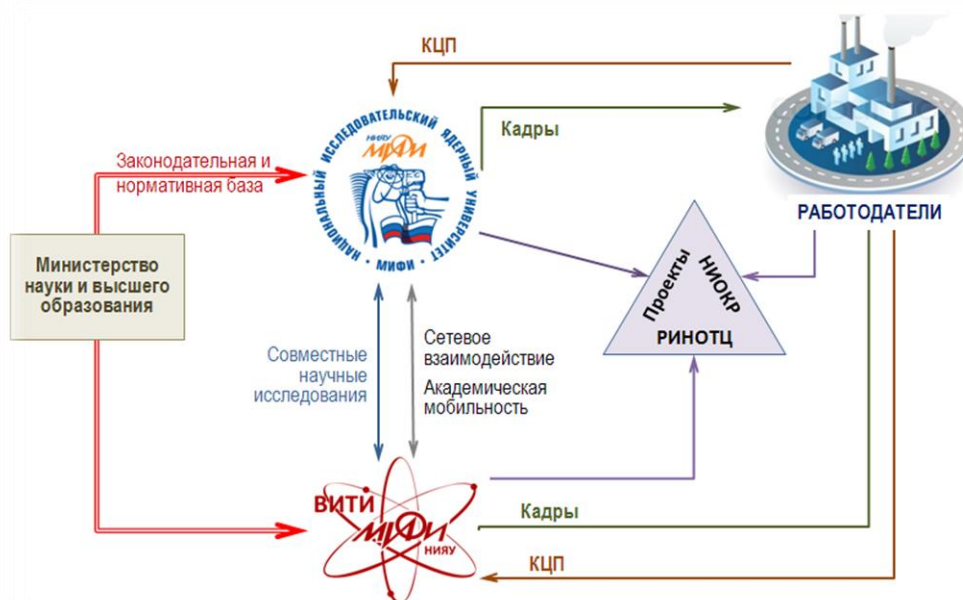 КЦП
Кадры
НАЦИОНАЛЬНЫЙ ИССЛЕДОВАТЕЛЬСКИЙ ЯДЕРНЫЙ УНИВЕРСИТЕТ
• МИФИ •
НИЯУ
МИФИ
Законодательная и
нормативная база
РАБОТОДАТЕЛИ
Министерство
науки и высшего
образования
Проекты
НИОКР
РИНОТЦ
Совместные
научные
исследования
Сетевое
взаимодействие
Академическая
мобильность
ВИТИ
МИФИ
НИЯУ
Кадры
КЦП